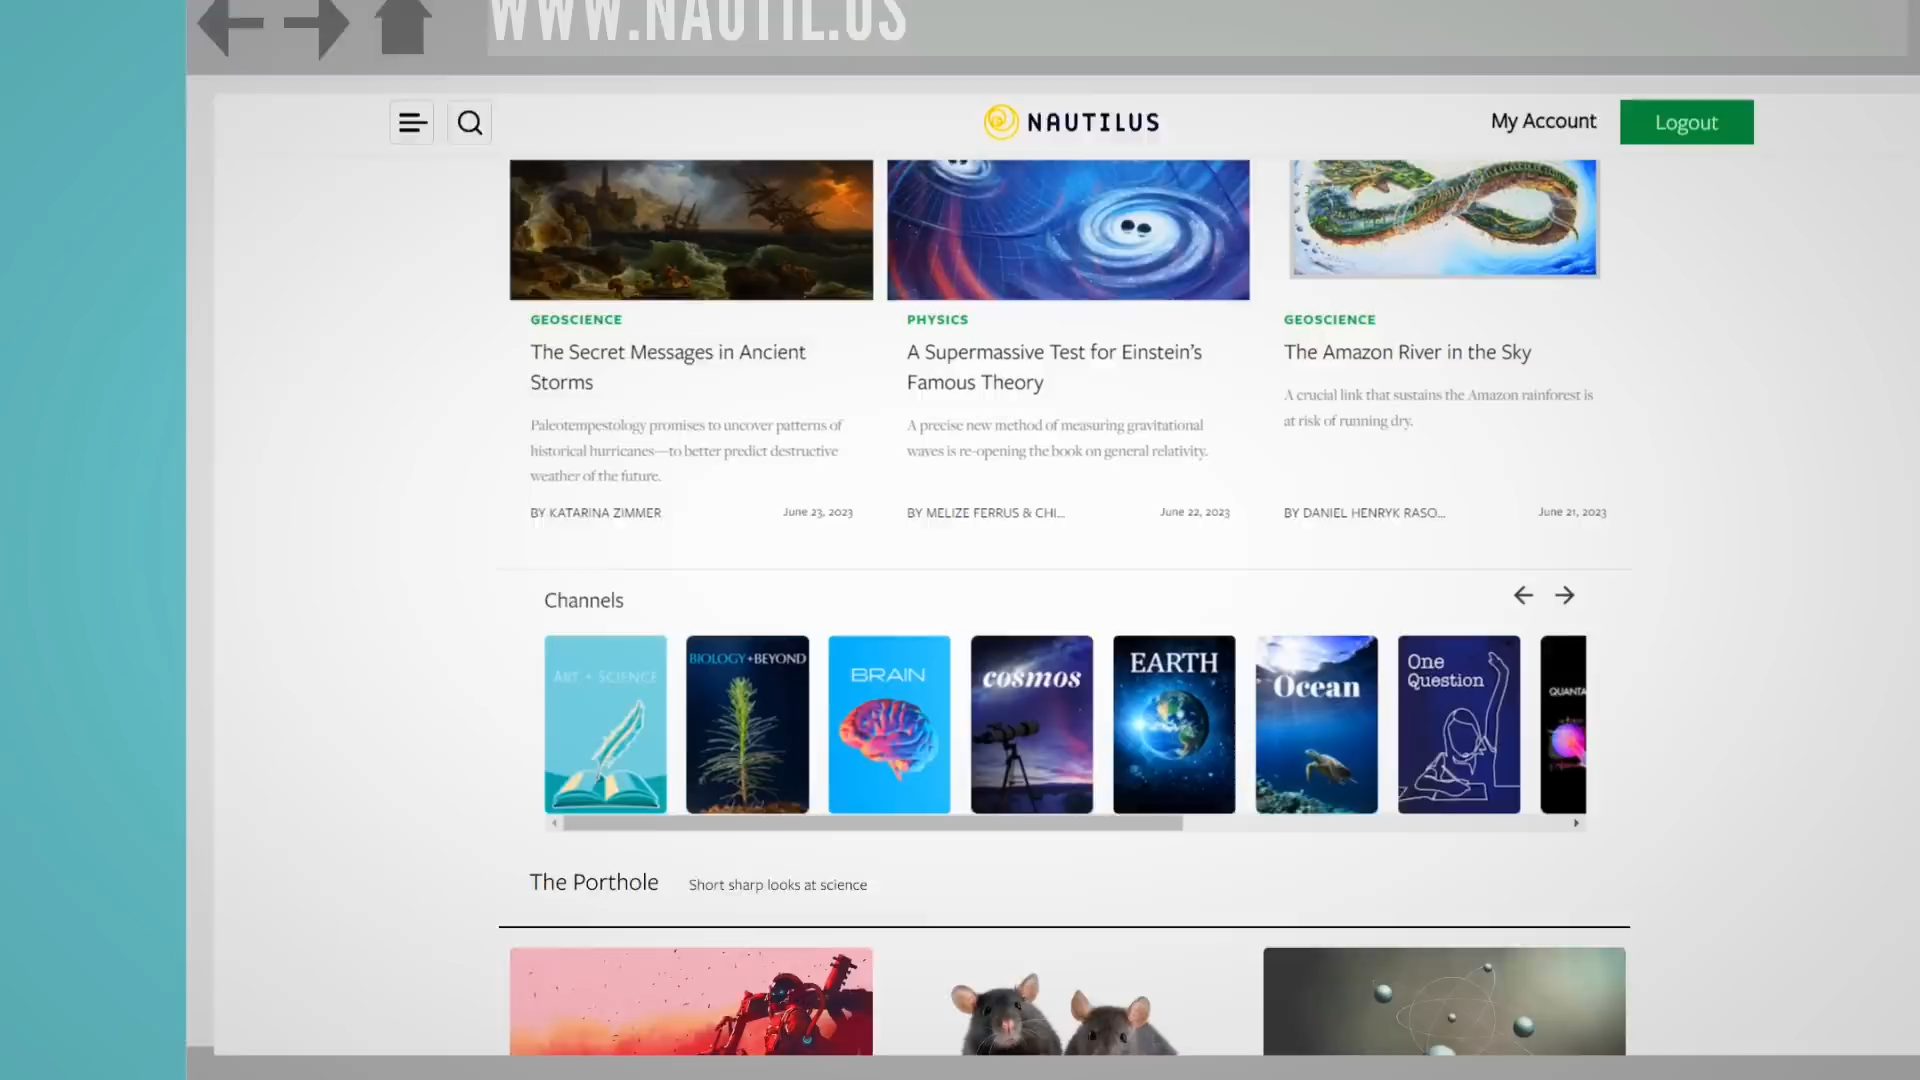 WWW.NAUTIL.US
NAUTILUS
My Account
Logout
GEOSCIENCE
The Secret Messages in Ancient
Storms
Paleotempestology promises to uncover patterns of
historical hurricanes—to better predict destructive
weather of the future.
BY KATARINA ZIMMER
June 23, 2023
PHYSICS
A Supermassive Test for Einstein’s
Famous Theory
A precise new method of measuring gravitational
waves is re-opening the book on general relativity.
BY MELIZE FERRUS & CHI...
June 22, 2023
GEOSCIENCE
The Amazon River in the Sky
A crucial link that sustains the Amazon rainforest is
at risk of running dry.
BY DANIEL HENRYK RASO...
June 21, 2023
Channels
ART + SCIENCE
BIOLOGY+BEYOND
BRAIN
cosmos
EARTH
Ocean
One
Question
QUANTA
The Porthole
Short sharp looks at science